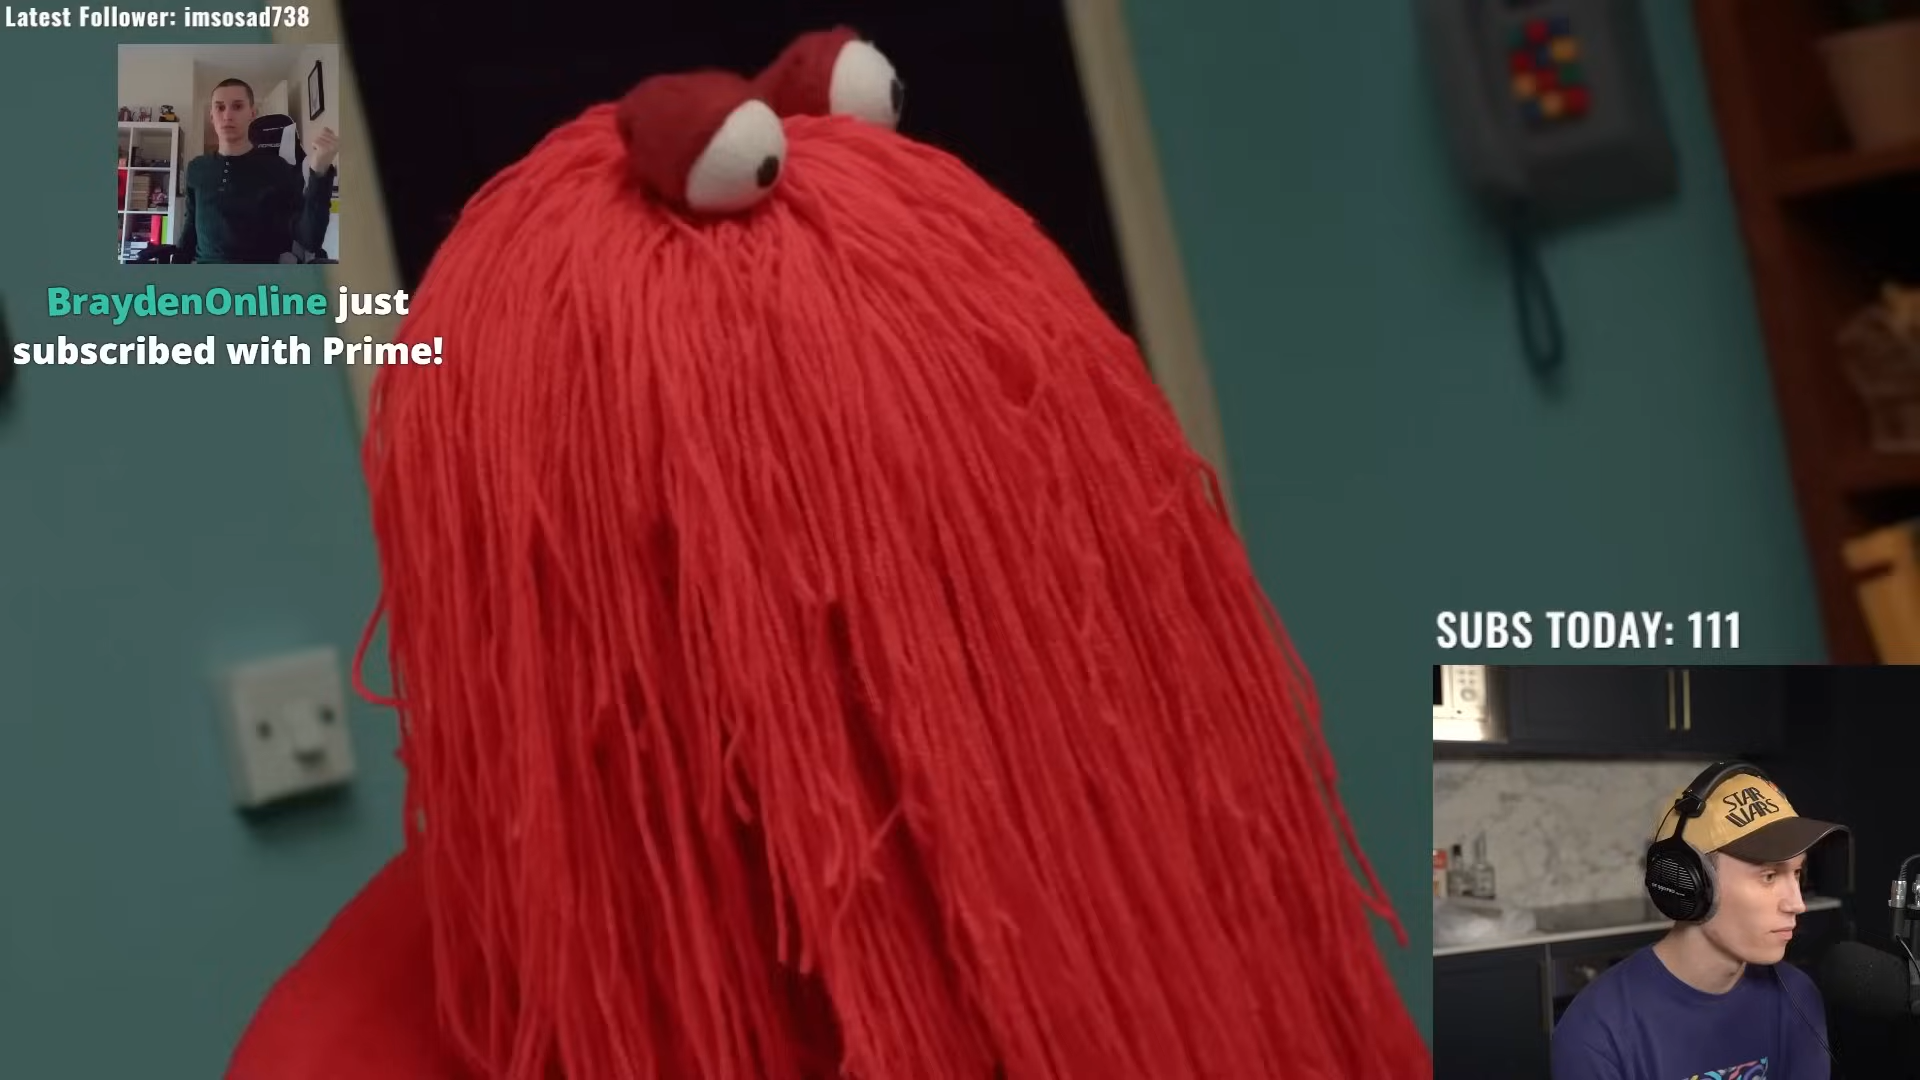 Latest Follower: imsosad738
BraydenOnline just
subscribed with Prime!
SUBS TODAY: 111
STAR
WARS